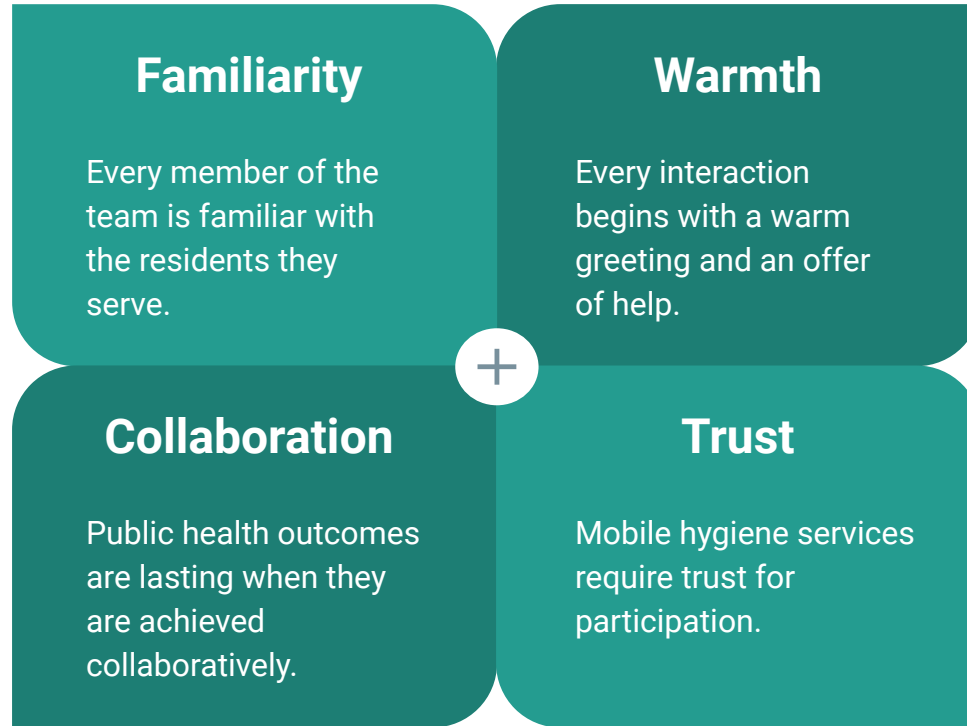 Familiarity
Every member of the
team is familiar with
the residents they
serve.
Warmth
Every interaction
begins with a warm
greeting and an offer
of help.
Collaboration
Public health outcomes
are lasting when they
are achieved
collaboratively.
Trust
Mobile hygiene services
require trust for
participation.